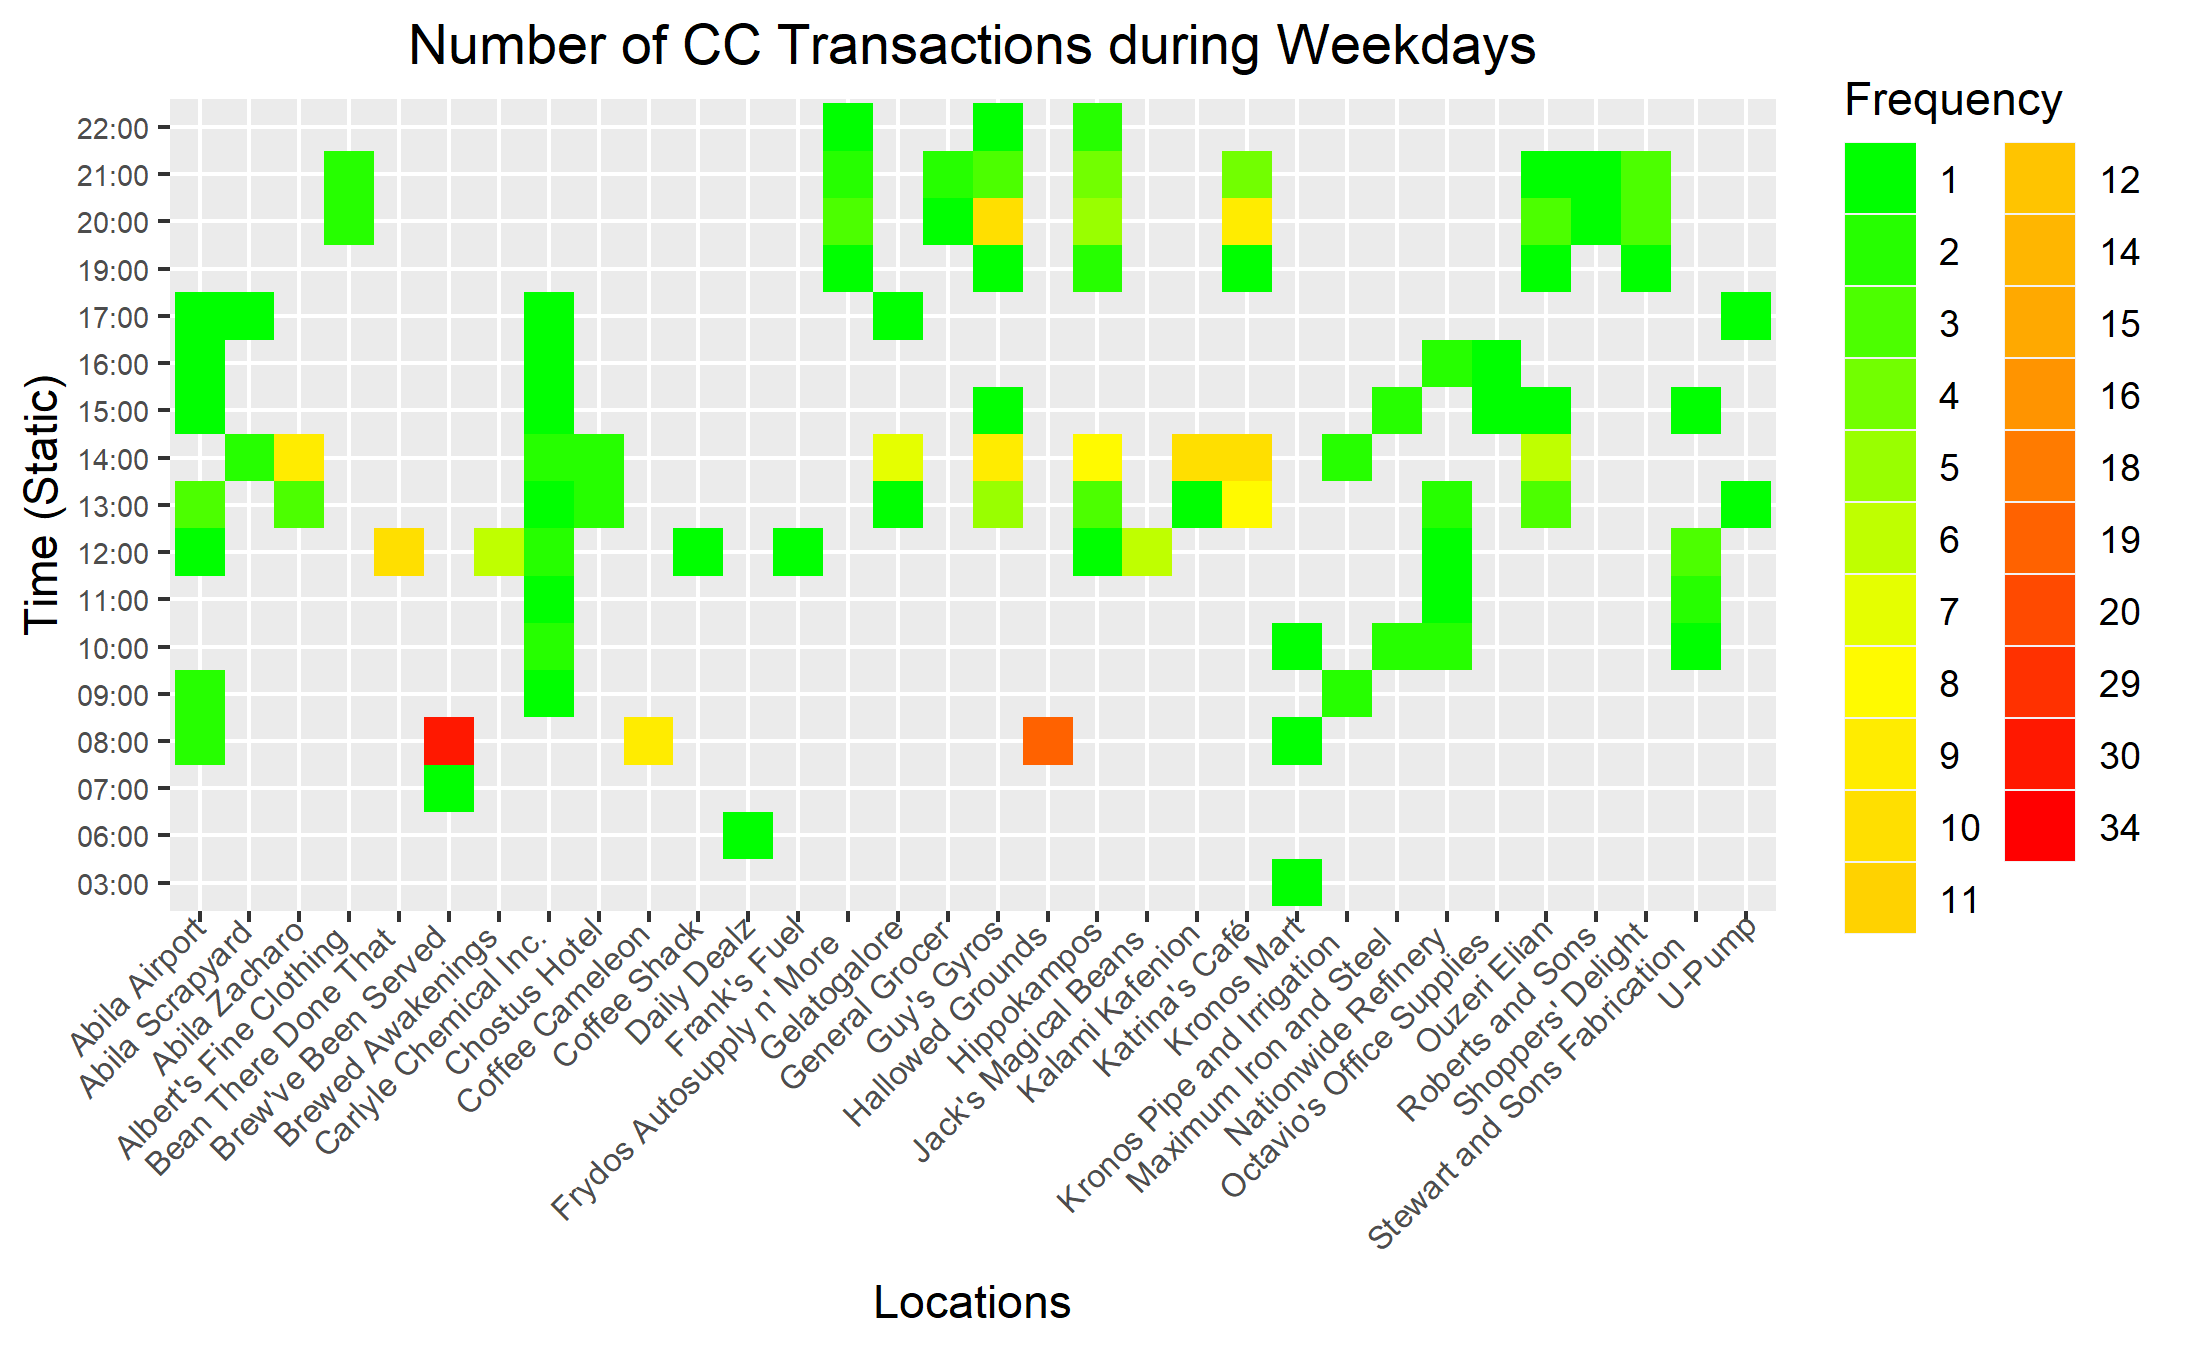 Number of CC Transactions during Weekdays
Time (Static)
22:00
21:00
20:00
19:00
17:00
16:00
15:00
14:00
13:00
12:00
11:00
10:00
09:00
08:00
07:00
06:00
03:00
Abila Airport
Abila Scrapyard
Abila Zacharo
Albert's Fine Clothing
Bean There Done That
Brew've Been Served
Brewed Awakenings
Carlyle Chemical Inc.
Chostus Hotel
Coffee Cameleon
Coffee Shack
Daily Dealz
Frank's Fuel
Frydos Autosupply n' More
Gelatogalore
General Grocer
Guy's Gyros
Hallowed Grounds
Hippokampos
Jack's Magical Beans
Kalami Kafenion
Katrina's Café
Kronos Mart
Kronos Pipe and Irrigation
Maximum Iron and Steel
Nationwide Refinery
Octavio's Office Supplies
Ouzeri Elian
Roberts and Sons
Shoppers' Delight
Stewart and Sons Fabrication
U-Pump
Locations
Frequency
1
2
3
4
5
6
7
8
9
10
11
12
14
15
16
18
19
20
29
30
34